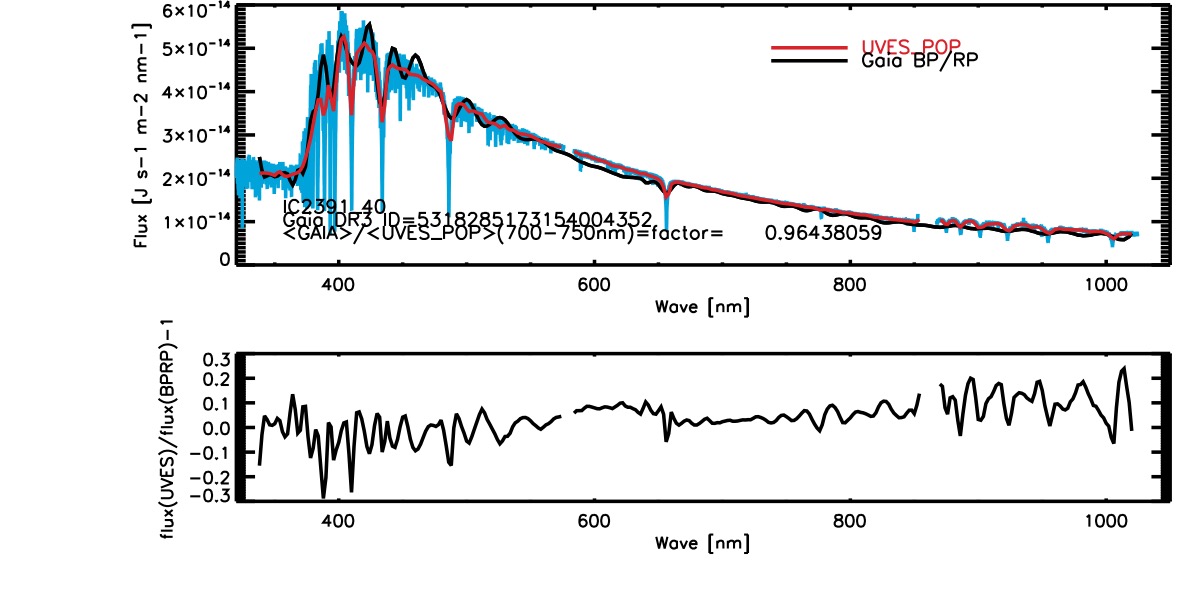 6×10⁻¹⁴
5×10⁻¹⁴
4×10⁻¹⁴
3×10⁻¹⁴
2×10⁻¹⁴
1×10⁻¹⁴
0
Flux [J s-1 m-2 nm-1]
UVES_POP
Gaia BP/RP
IC2391_40
Gaia DR3 ID=5318285173154004352
<GAIA>/<UVES_POP>(700-750nm)=factor= 0.96438059
400 600 800 1000
Wave [nm]
0.3
0.2
0.1
0.0
-0.1
-0.2
-0.3
flux(UVES)/flux(BPRP)-1
400 600 800 1000
Wave [nm]